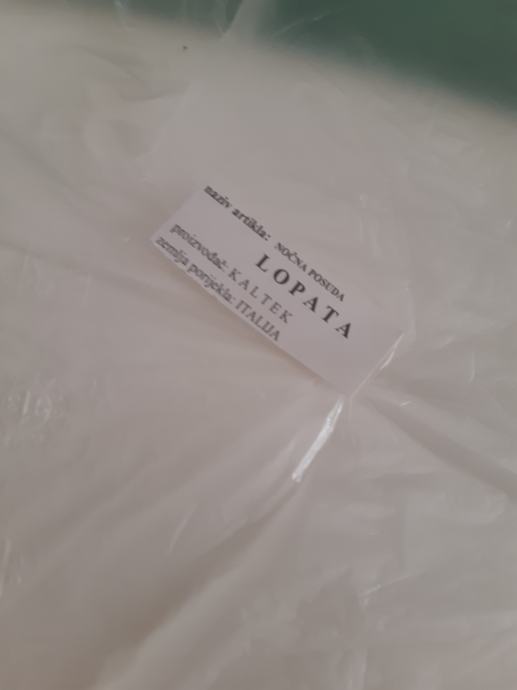 naziv artikla: NOĆNA POSUDA
LOPATA
proizvođač: KALTEK
zemlja porijekla: ITALIJA